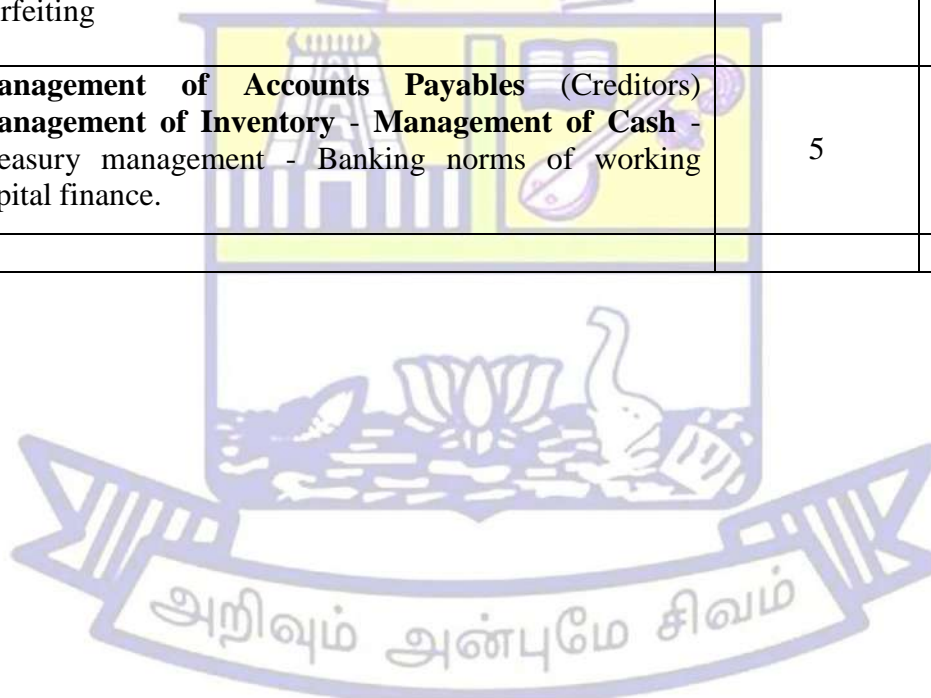 rfeiting
anagement of Accounts Payables (Creditors)
anagement of Inventory - Management of Cash -
easury management - Banking norms of working
pital finance.
5
அறிவும் அன்புமே சிவம்